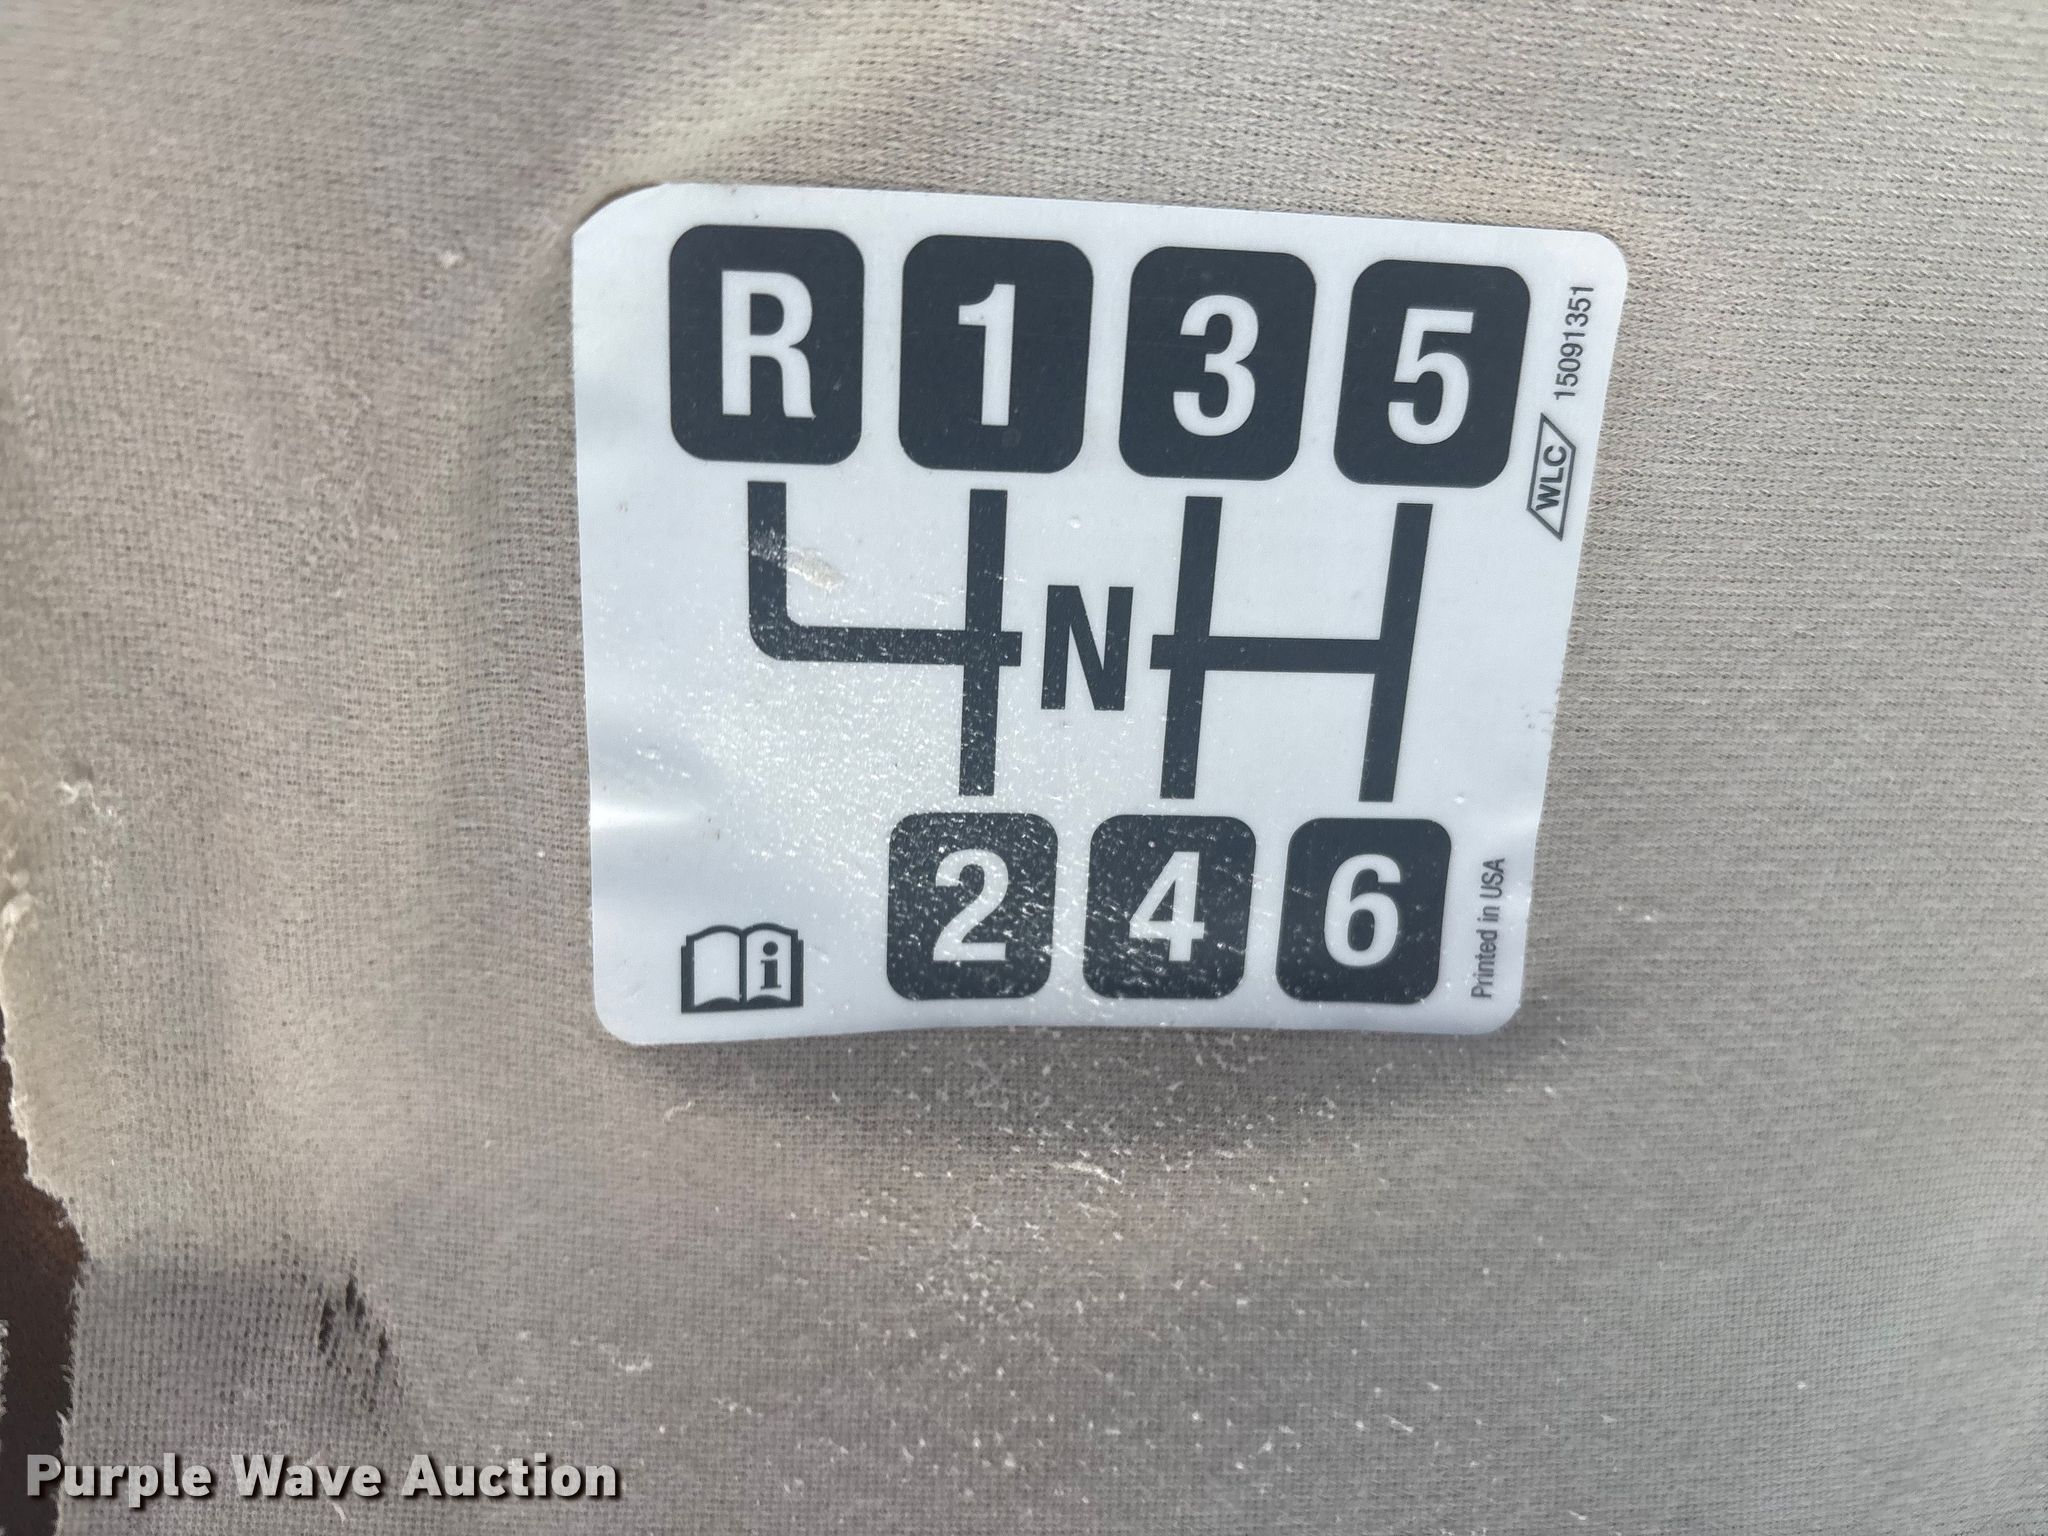 R 1 3 5
N
2 4 6
i
15091351
WLC
Printed in USA
Purple Wave Auction